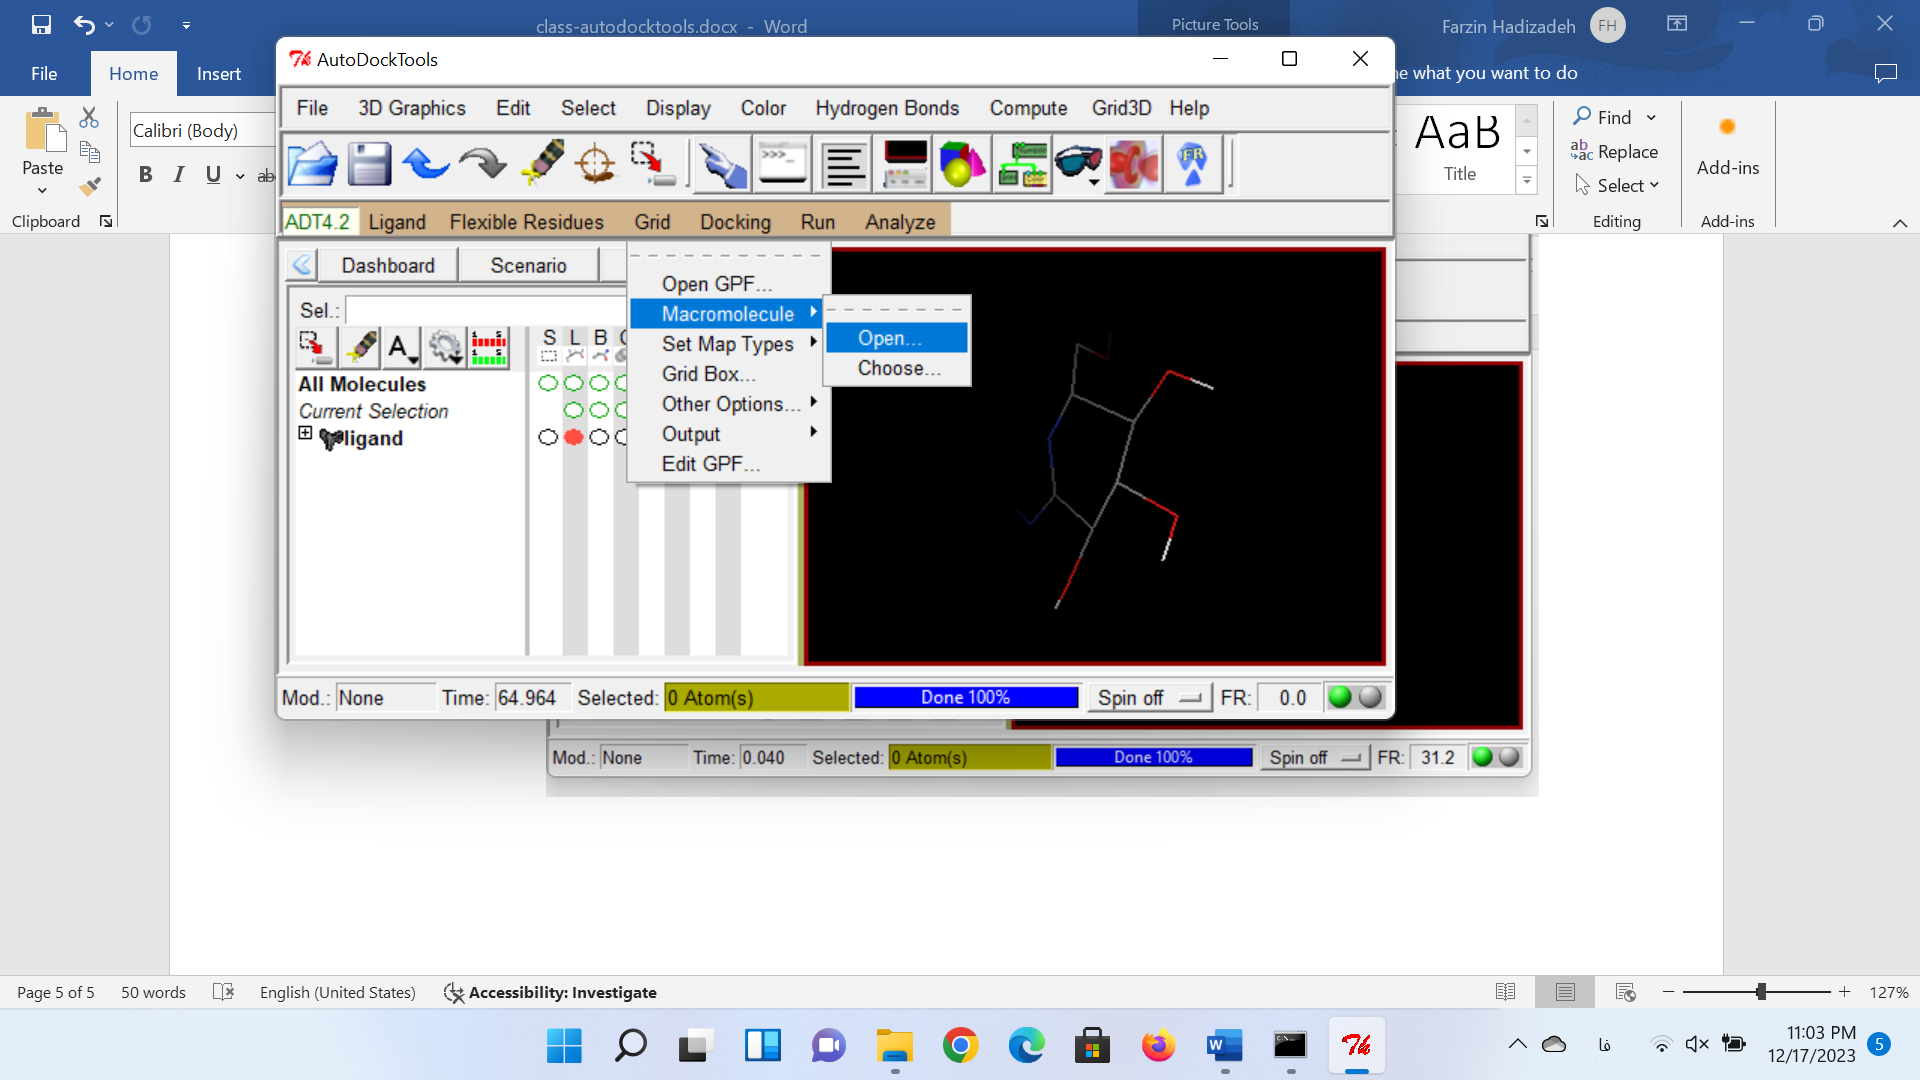 class-autodocktools.docx - Word
Picture Tools
Farzin Hadizadeh
FH
File
Home
Insert
what you want to do
Paste
Clipboard
Calibri (Body)
B I U
AaB
Title
Find
Replace
Select
Editing
Add-ins
Add-ins
AutoDockTools
File 3D Graphics Edit Select Display Color Hydrogen Bonds Compute Grid3D Help
>>>
FR
ADT4.2 Ligand Flexible Residues Grid Docking Run Analyze
Dashboard Scenario
Sel.:
A
S L B
All Molecules
Current Selection
ligand
Open GPF...
Macromolecule
Set Map Types
Grid Box...
Other Options...
Output
Edit GPF...
Open...
Choose...
Mod.: None Time: 64.964 Selected: 0 Atom(s) Done 100% Spin off FR: 0.0
Mod.: None Time: 0.040 Selected: 0 Atom(s) Done 100% Spin off FR: 31.2
Page 5 of 5 50 words English (United States) Accessibility: Investigate 127%
فا
11:03 PM
12/17/2023
5